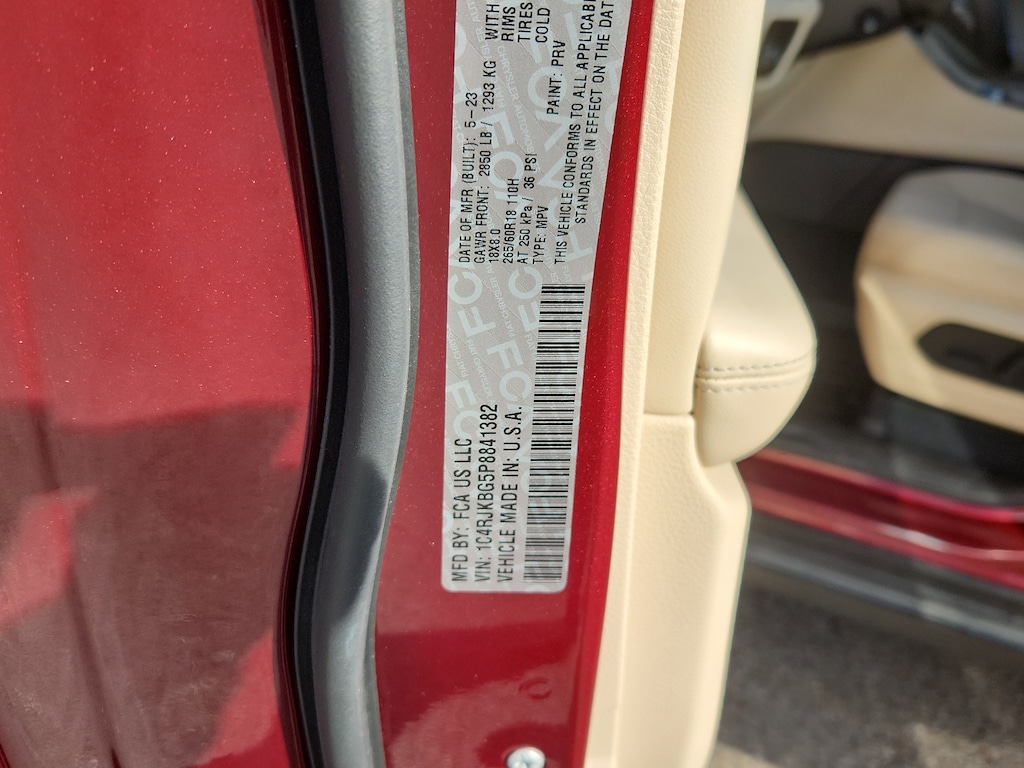 MFD BY: FCA US LLC
VIN: 1C4RJKBG5P8841382
VEHICLE MADE IN: U.S.A.
DATE OF MFR (BUILT): 5-23
GAWR FRONT: 2850 LB / 1293 KG WITH
18X8.0 RIMS
265/60R18 110H TIRES
AT 250 kPa / 36 PSI COLD
TYPE: MPV PAINT: PRV
THIS VEHICLE CONFORMS TO ALL
STANDARDS IN EFFECT ON THE